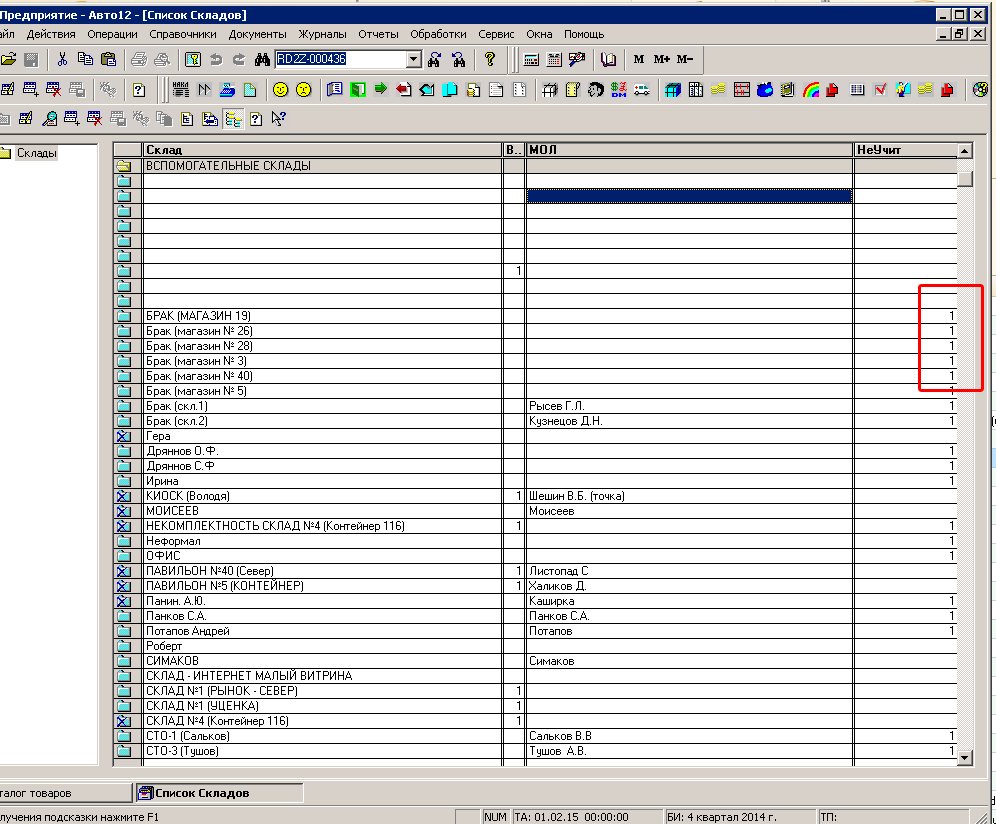 Предприятие - Авто12 - [Список Складов]
айл Действия Операции Справочники Документы Журналы Отчеты Обработки Сервис Окна Помощь
RD2Z-000436 M M+ M-
Склады
Склад В.. МОЛ НеУчит
ВСПОМОГАТЕЛЬНЫЕ СКЛАДЫ
1
БРАК (МАГАЗИН 19) 1
Брак (магазин № 26) 1
Брак (магазин № 28) 1
Брак (магазин № 3) 1
Брак (магазин № 40) 1
Брак (магазин № 5) 1
Брак (скл.1) Рысев Г.Л. 1
Брак (скл.2) Кузнецов Д.Н. 1
Гера
Дряннов О.Ф. 1
Дряннов С.Ф 1
Ирина 1
КИОСК (Володя) 1 Шешин В.Б. (точка)
МОИСЕЕВ Моисеев
НЕКОМПЛЕКТНОСТЬ СКЛАД №4 (Контейнер 116) 1 1
Неформал 1
ОФИС 1
ПАВИЛЬОН №40 (Север) 1 Листопад С
ПАВИЛЬОН №5 (КОНТЕЙНЕР) 1 Халиков Д.
Панин. А.Ю. Каширка 1
Панков С.А. Панков С.А. 1
Потапов Андрей Потапов 1
Роберт
СИМАКОВ Симаков
СКЛАД - ИНТЕРНЕТ МАЛЫЙ ВИТРИНА
СКЛАД №1 (РЫНОК - СЕВЕР) 1
СКЛАД №1 (УЦЕНКА) 1
СКЛАД №4 (Контейнер 116) 1
СТО-1 (Сальков) Сальков В.В 1
СТО-3 (Тушов) Тушов А.В. 1
талог товаров Список Складов
лучения подсказки нажмите F1 NUM ТА: 01.02.15 00:00:00 БИ: 4 квартал 2014 г. ТП: